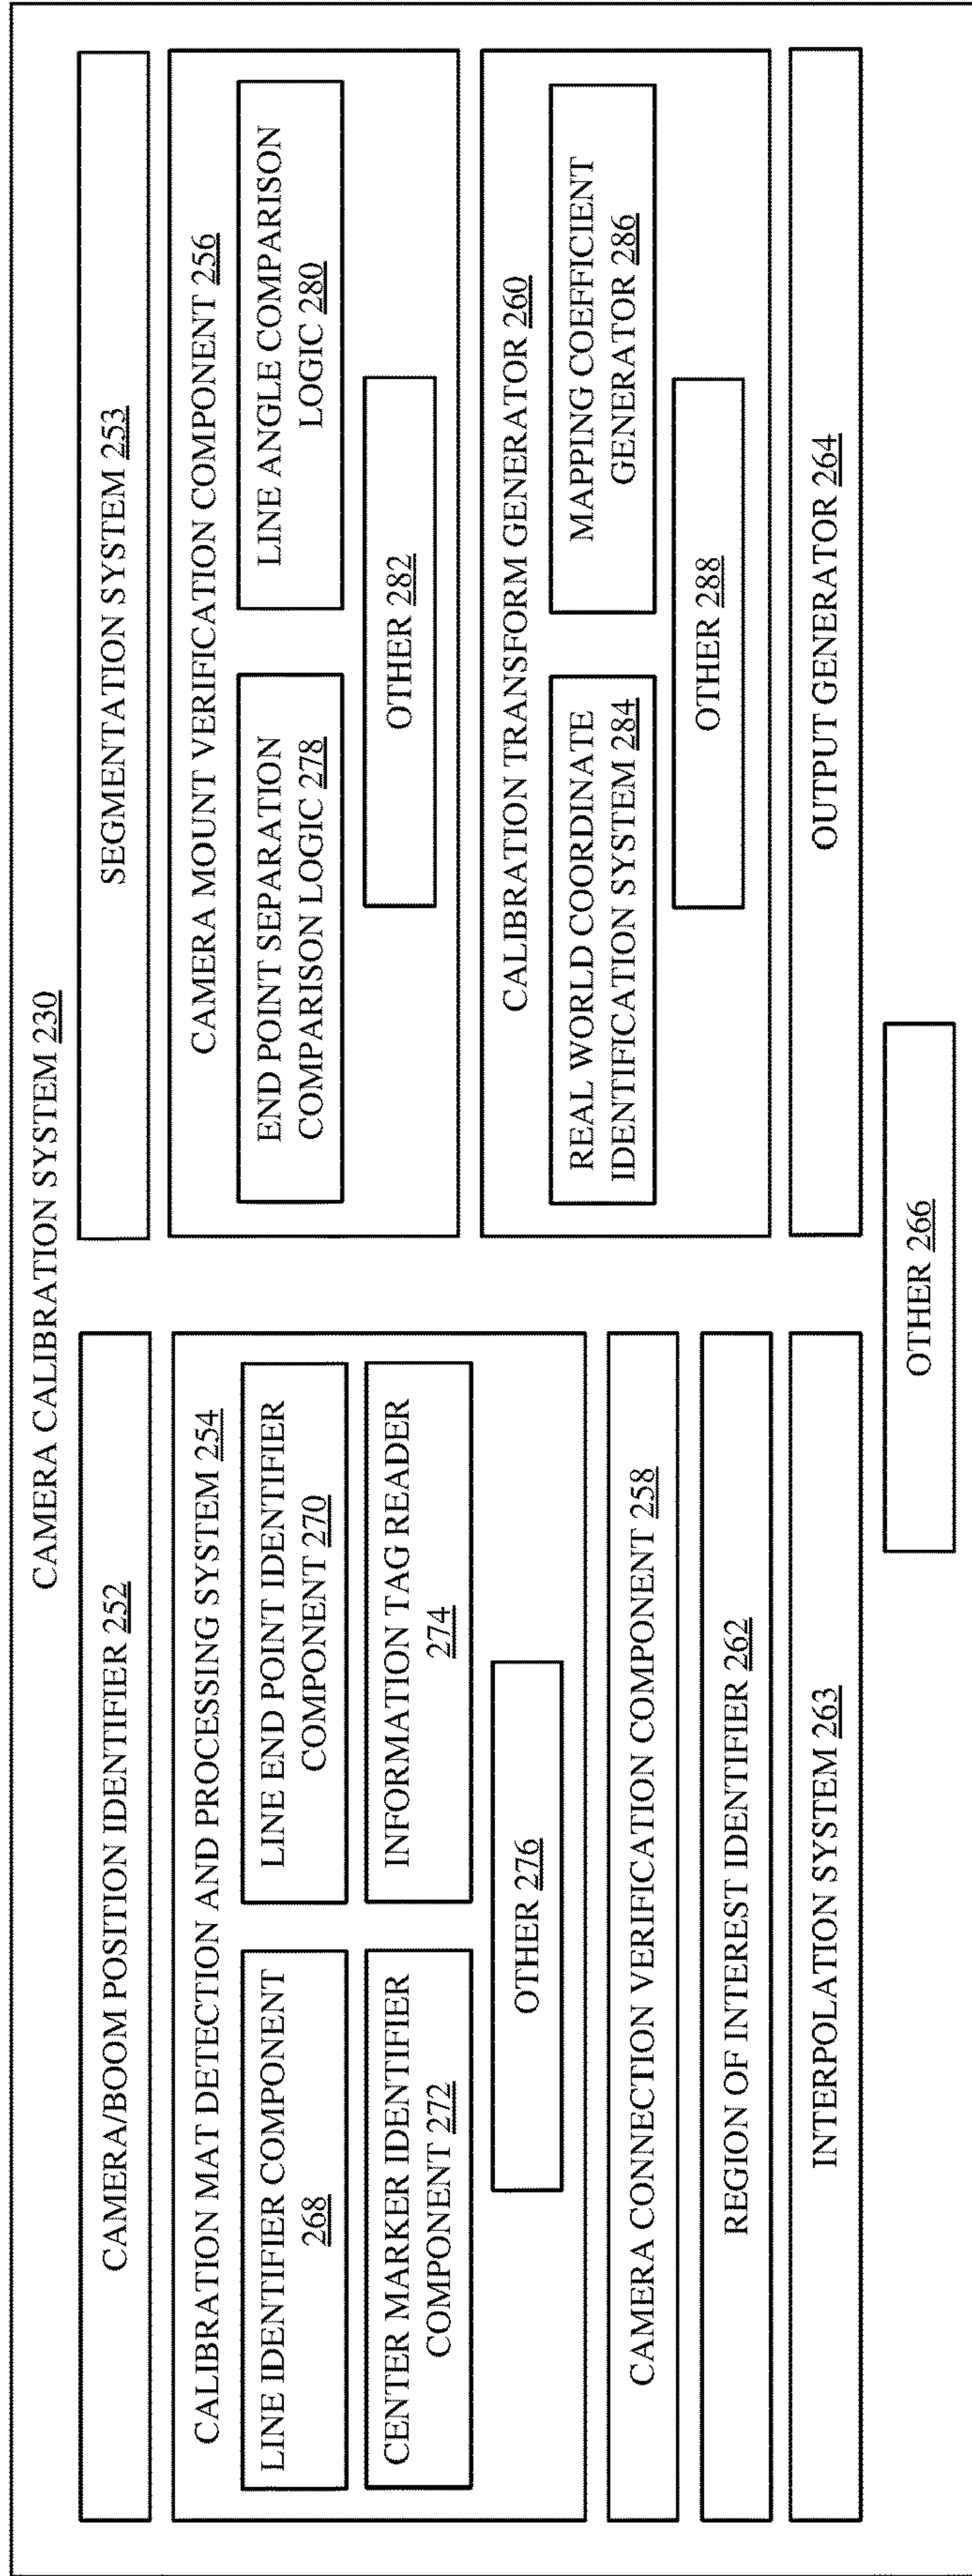 CAMERA CALIBRATION SYSTEM 230
CAMERA/BOOM POSITION IDENTIFIER 252
CALIBRATION MAT DETECTION AND PROCESSING SYSTEM 254
LINE IDENTIFIER COMPONENT
268
LINE END POINT IDENTIFIER
COMPONENT 270
CENTER MARKER IDENTIFIER
COMPONENT 272
INFORMATION TAG READER
274
OTHER 276
CAMERA CONNECTION VERIFICATION COMPONENT 258
REGION OF INTEREST IDENTIFIER 262
INTERPOLATION SYSTEM 263
SEGMENTATION SYSTEM 253
CAMERA MOUNT VERIFICATION COMPONENT 256
END POINT SEPARATION
COMPARISON LOGIC 278
LINE ANGLE COMPARISON
LOGIC 280
OTHER 282
CALIBRATION TRANSFORM GENERATOR 260
REAL WORLD COORDINATE
IDENTIFICATION SYSTEM 284
MAPPING COEFFICIENT
GENERATOR 286
OTHER 288
OUTPUT GENERATOR 264
OTHER 266